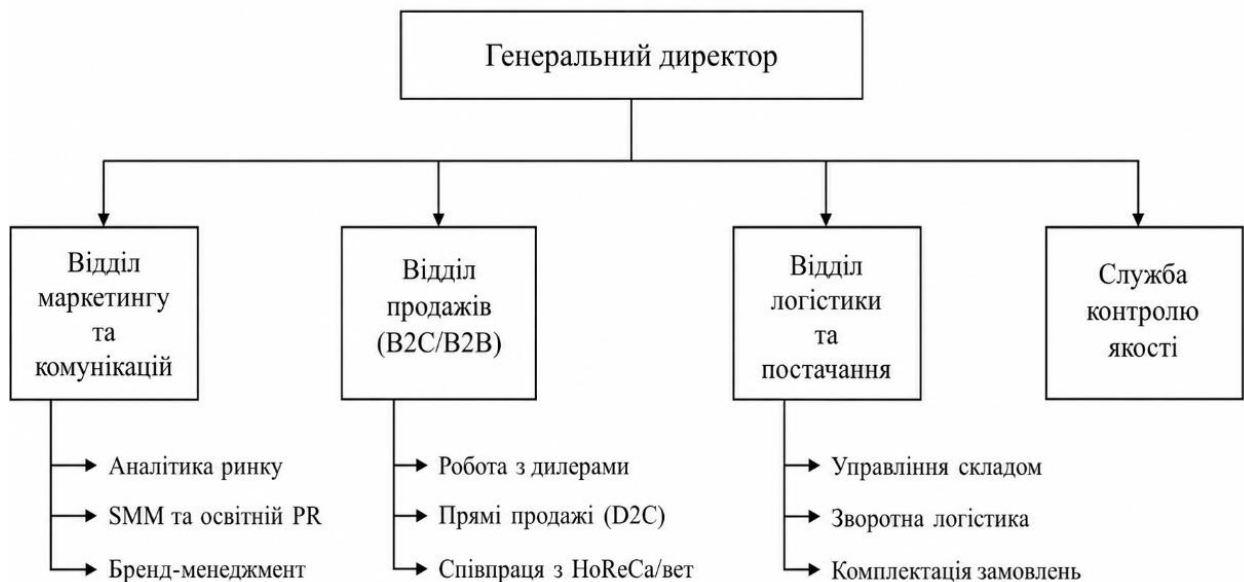 Генеральний директор
Відділ
маркетингу
та
комунікацій
Відділ
продажів
(B2C/B2B)
Відділ
логістики
та
постачання
Служба
контролю
якості
Аналітика ринку
SMM та освітній PR
Бренд-менеджмент
Робота з дилерами
Прямі продажі (D2C)
Співпраця з HoReCa/вет
Управління складом
Зворотна логістика
Комплектація замовлень